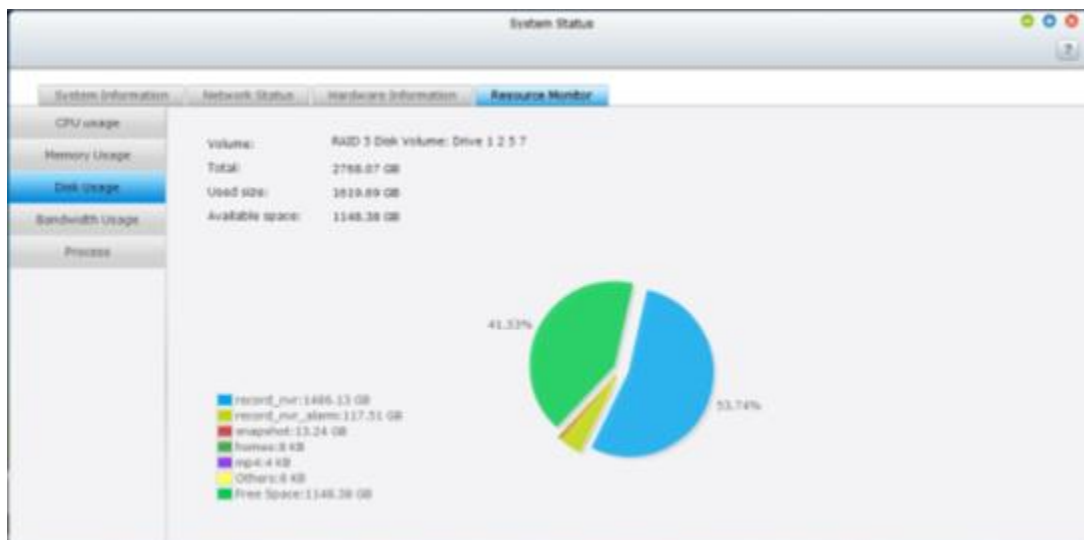 System Status
?
System Information Network Status Hardware Information Resource Monitor
CPU usage
Memory Usage
Disk Usage
Bandwidth Usage
Process
Volume: RAID 5 Disk Volume: Drive 1 2 5 7
Total: 2768.07 GB
Used size: 1619.69 GB
Available space: 1148.38 GB
41.53%
53.74%
record_nvr:1486.13 GB
record_nvr_alarm:117.51 GB
snapshot:13.24 GB
homes:8 KB
mp4:4 KB
Others: KB
Free Space:1148.38 GB